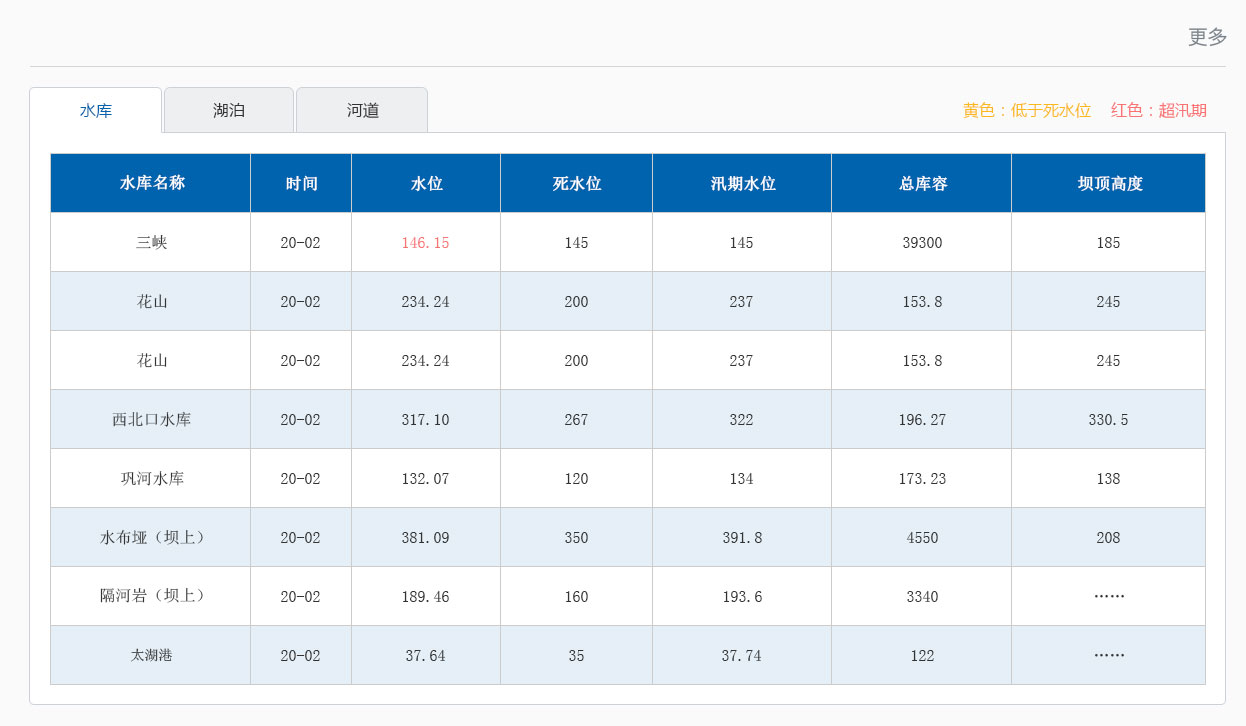 更多
水库 湖泊 河道 黄色：低于死水位 红色：超汛期
水库名称 时间 水位 死水位 汛期水位 总库容 坝顶高度
三峡 20-02 146.15 145 145 39300 185
花山 20-02 234.24 200 237 153.8 245
花山 20-02 234.24 200 237 153.8 245
西北口水库 20-02 317.10 267 322 196.27 330.5
巩河水库 20-02 132.07 120 134 173.23 138
水布垭（坝上） 20-02 381.09 350 391.8 4550 208
隔河岩（坝上） 20-02 189.46 160 193.6 3340 ……
太湖港 20-02 37.64 35 37.74 122 ……